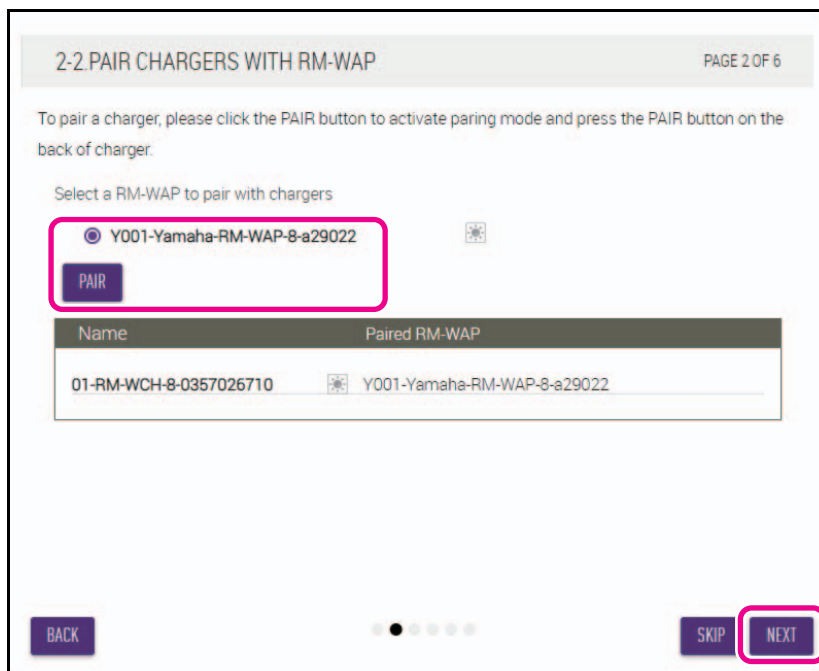 2-2.PAIR CHARGERS WITH RM-WAP PAGE 2 OF 6
To pair a charger, please click the PAIR button to activate paring mode and press the PAIR button on the
back of charger.
Select a RM-WAP to pair with chargers
Y001-Yamaha-RM-WAP-8-a29022
PAIR
Name Paired RM-WAP
01-RM-WCH-8-0357026710 Y001-Yamaha-RM-WAP-8-a29022
BACK SKIP NEXT